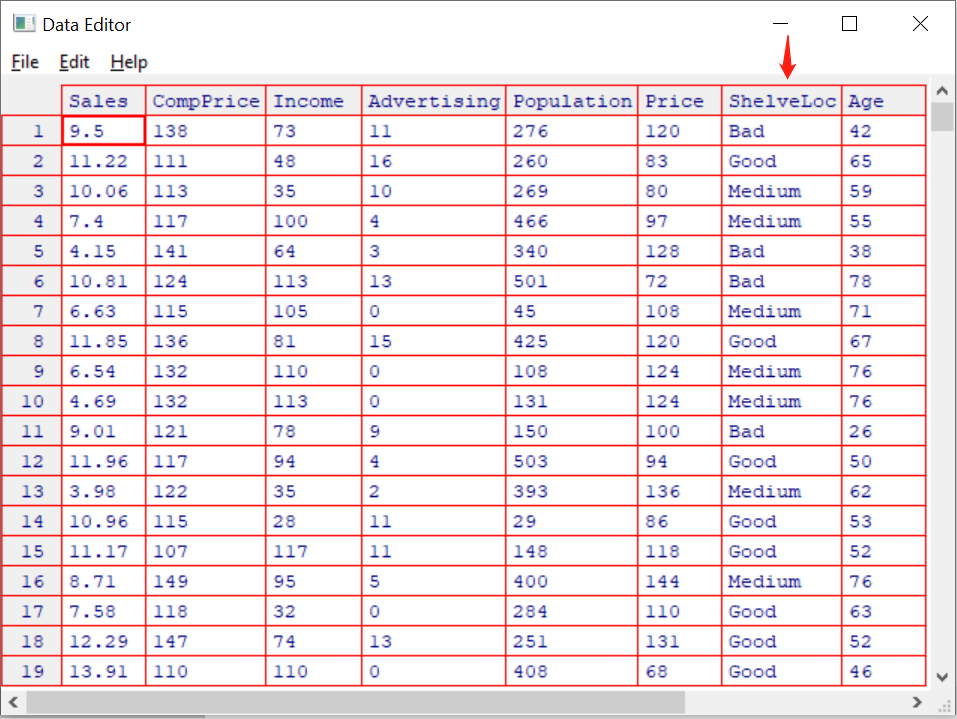 Data Editor
File Edit Help
Sales CompPrice Income Advertising Population Price ShelveLoc Age
1 9.5 138 73 11 276 120 Bad 42
2 11.22 111 48 16 260 83 Good 65
3 10.06 113 35 10 269 80 Medium 59
4 7.4 117 100 4 466 97 Medium 55
5 4.15 141 64 3 340 128 Bad 38
6 10.81 124 113 13 501 72 Bad 78
7 6.63 115 105 0 45 108 Medium 71
8 11.85 136 81 15 425 120 Good 67
9 6.54 132 110 0 108 124 Medium 76
10 4.69 132 113 0 131 124 Medium 76
11 9.01 121 78 9 150 100 Bad 26
12 11.96 117 94 4 503 94 Good 50
13 3.98 122 35 2 393 136 Medium 62
14 10.96 115 28 11 29 86 Good 53
15 11.17 107 117 11 148 118 Good 52
16 8.71 149 95 5 400 144 Medium 76
17 7.58 118 32 0 284 110 Good 63
18 12.29 147 74 13 251 131 Good 52
19 13.91 110 110 0 408 68 Good 46